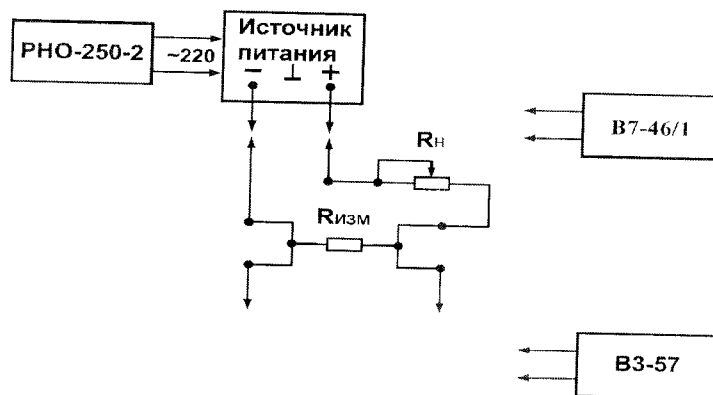 Источник
питания
РНО-250-2
~220
− ⊥ +
В7-46/1
Rн
Rизм
В3-57